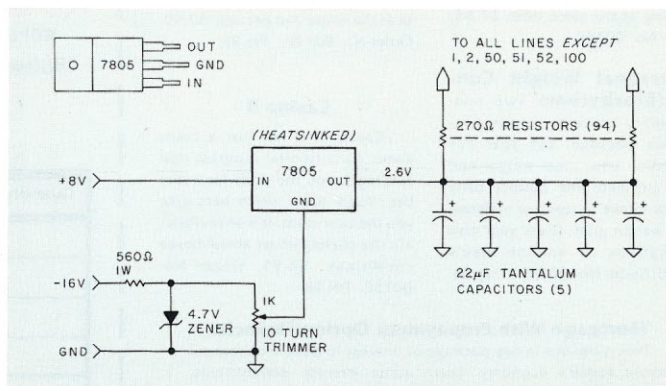 OUT
7805
GND
IN
TO ALL LINES EXCEPT
1, 2, 50, 51, 52, 100
270Ω RESISTORS (94)
(HEATSINKED)
7805
+8V
IN
OUT
2.6V
GND
+
+
+
+
+
22µF TANTALUM
CAPACITORS (5)
560Ω
1W
-16V
1K
4.7V
ZENER
10 TURN
TRIMMER
GND